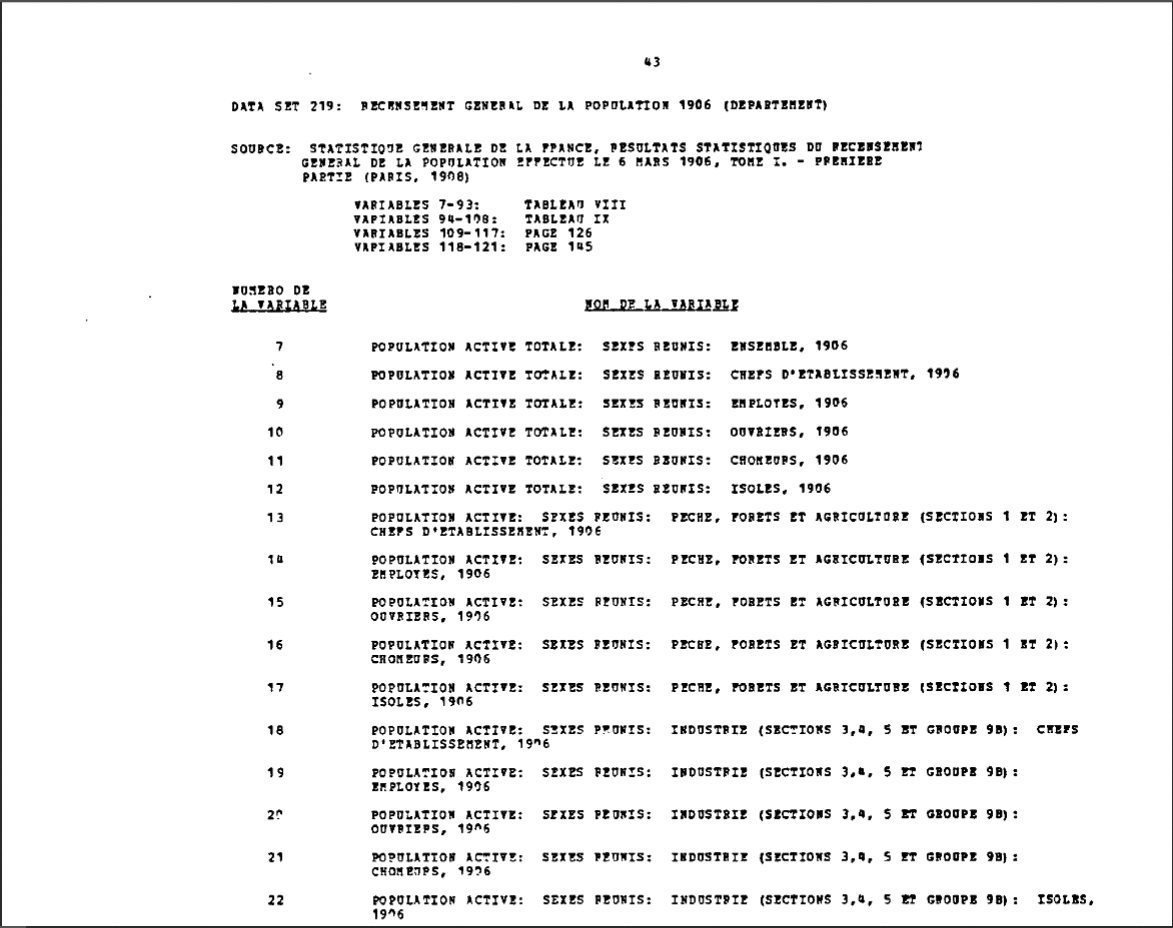 43
DATA SET 219: RECENSEMENT GENERAL DE LA POPULATION 1906 (DEPARTEMENT)
SOURCE: STATISTIQUE GENERALE DE LA FRANCE, RESULTATS STATISTIQUES DU RECENSEMENT
GENERAL DE LA POPULATION EFFECTUE LE 6 MARS 1906, TOME I. - PREMIERE
PARTIE (PARIS, 1908)
VARIABLES 7-93: TABLEAU VIII
VARIABLES 94-108: TABLEAU IX
VARIABLES 109-117: PAGE 126
VARIABLES 118-121: PAGE 145
NUMERO DE
LA VARIABLE NOM DE LA VARIABLE
7 POPULATION ACTIVE TOTALE: SEXES REUNIS: ENSEMBLE, 1906
8 POPULATION ACTIVE TOTALE: SEXES REUNIS: CHEFS D'ETABLISSEMENT, 1906
9 POPULATION ACTIVE TOTALE: SEXES REUNIS: EMPLOYES, 1906
10 POPULATION ACTIVE TOTALE: SEXES REUNIS: OUVRIERS, 1906
11 POPULATION ACTIVE TOTALE: SEXES REUNIS: CHOMEURS, 1906
12 POPULATION ACTIVE TOTALE: SEXES REUNIS: ISOLES, 1906
13 POPULATION ACTIVE: SEXES REUNIS: PECHE, FORETS ET AGRICULTURE (SECTIONS 1 ET 2):
CHEFS D'ETABLISSEMENT, 1906
14 POPULATION ACTIVE: SEXES REUNIS: PECHE, FORETS ET AGRICULTURE (SECTIONS 1 ET 2):
EMPLOYES, 1906
15 POPULATION ACTIVE: SEXES REUNIS: PECHE, FORETS ET AGRICULTURE (SECTIONS 1 ET 2):
OUVRIERS, 1906
16 POPULATION ACTIVE: SEXES REUNIS: PECHE, FORETS ET AGRICULTURE (SECTIONS 1 ET 2):
CHOMEURS, 1906
17 POPULATION ACTIVE: SEXES REUNIS: PECHE, FORETS ET AGRICULTURE (SECTIONS 1 ET 2):
ISOLES, 1906
18 POPULATION ACTIVE: SEXES REUNIS: INDUSTRIE (SECTIONS 3,4, 5 ET GROUPE 9B): CHEFS
D'ETABLISSEMENT, 1906
19 POPULATION ACTIVE: SEXES REUNIS: INDUSTRIE (SECTIONS 3,4, 5 ET GROUPE 9B):
EMPLOYES, 1906
20 POPULATION ACTIVE: SEXES REUNIS: INDUSTRIE (SECTIONS 3,4, 5 ET GROUPE 9B):
OUVRIERS, 1906
21 POPULATION ACTIVE: SEXES REUNIS: INDUSTRIE (SECTIONS 3,4, 5 ET GROUPE 9B):
CHOMEURS, 1906
22 POPULATION ACTIVE: SEXES REUNIS: INDUSTRIE (SECTIONS 3,4, 5 ET GROUPE 9B): ISOLES,
1906